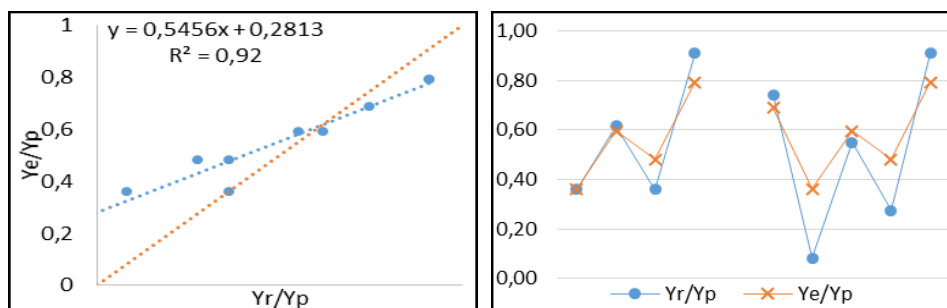 y = 0,5456x + 0,2813
R² = 0,92
1
0,8
0,6
0,4
0,2
0
Ye/Yp
Yr/Yp
1,00
0,80
0,60
0,40
0,20
0,00
Yr/Yp
Ye/Yp